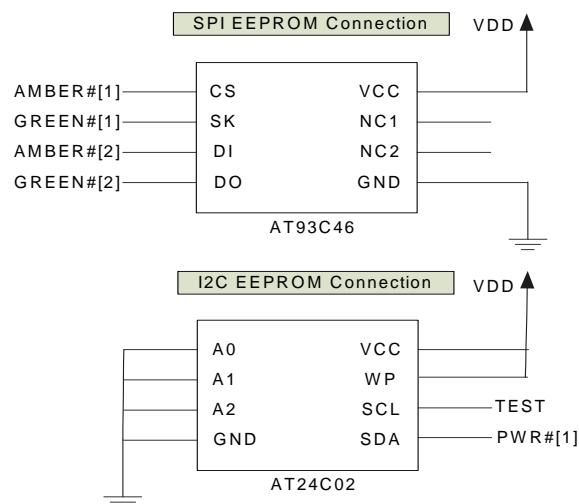 SPI EEPROM Connection
VDD
AMBER#[1] CS VCC
GREEN#[1] SK NC1
AMBER#[2] DI NC2
GREEN#[2] DO GND
AT93C46
I2C EEPROM Connection
VDD
A0 VCC
A1 WP
A2 SCL TEST
GND SDA PWR#[1]
AT24C02